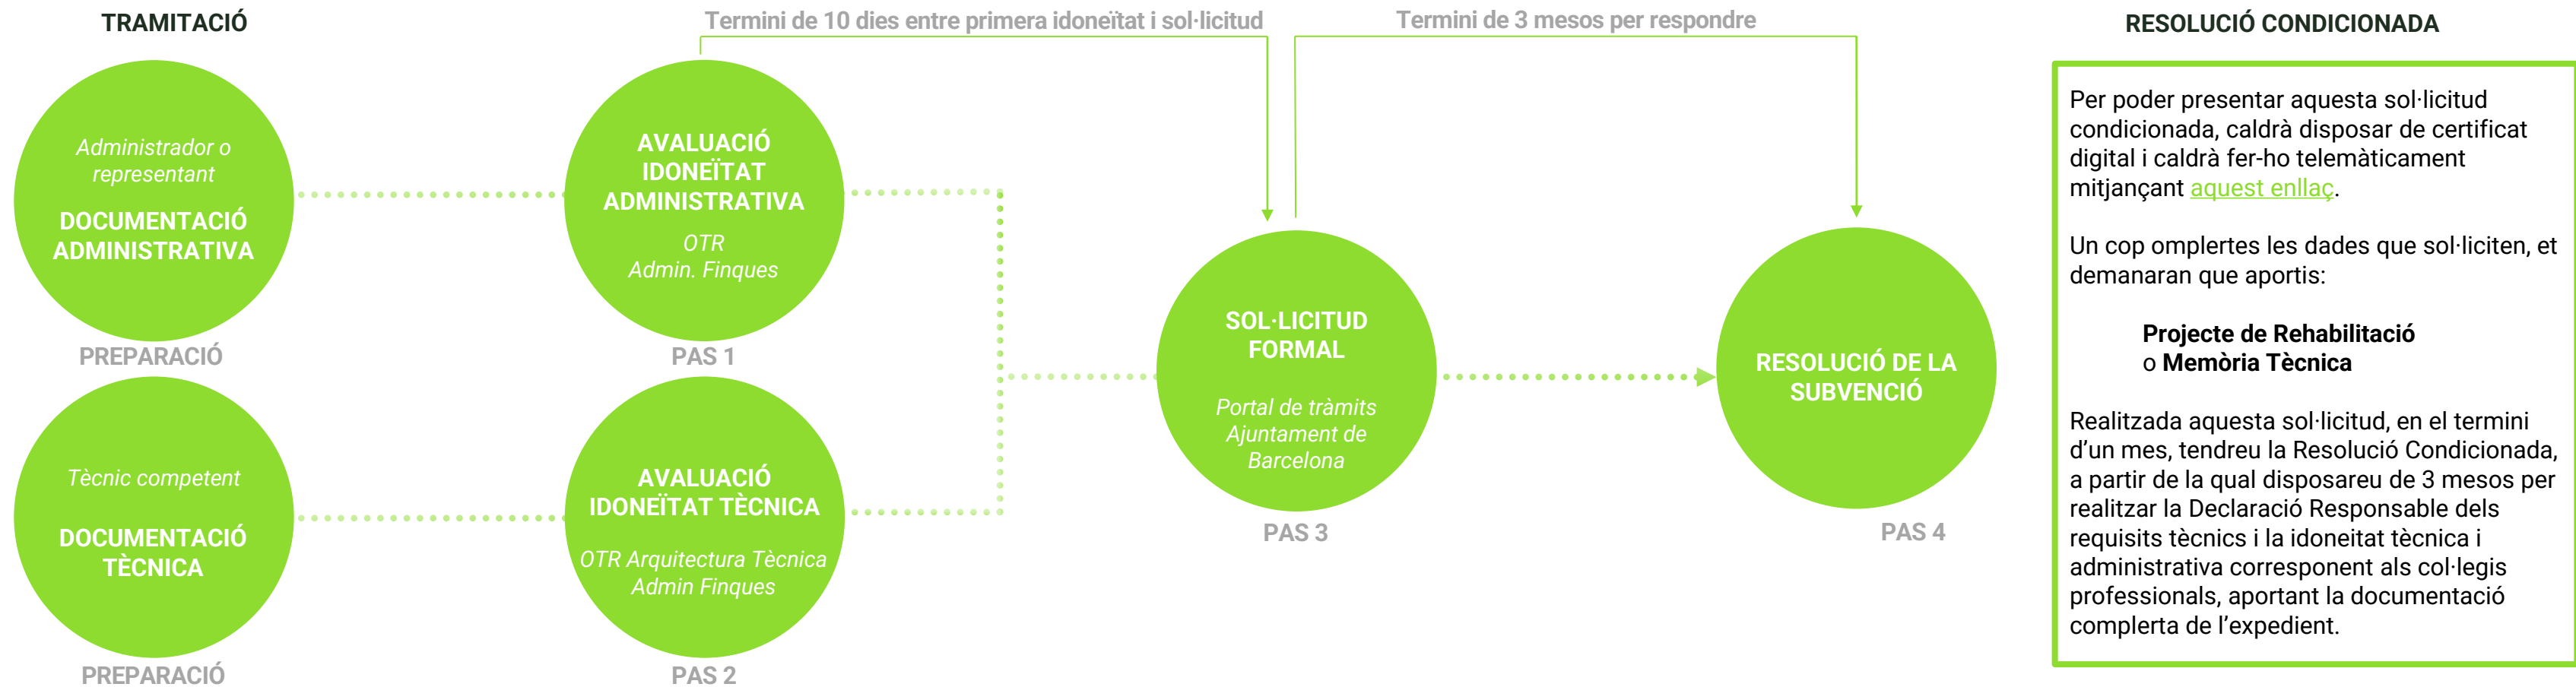 TRAMITACIÓ
Termini de 10 dies entre primera idoneïtat i sol·licitud
Termini de 3 mesos per respondre
Administrador o
representant
DOCUMENTACIÓ
ADMINISTRATIVA
PREPARACIÓ
AVALUACIÓ
IDONEÏTAT
ADMINISTRATIVA
OTR
Admin. Finques
PAS 1
Tècnic competent
DOCUMENTACIÓ
TÈCNICA
PREPARACIÓ
AVALUACIÓ
IDONEÏTAT TÈCNICA
OTR Arquitectura Tècnica
Admin Finques
PAS 2
SOL·LICITUD
FORMAL
Portal de tràmits
Ajuntament de
Barcelona
PAS 3
RESOLUCIÓ DE LA
SUBVENCIÓ
PAS 4
RESOLUCIÓ CONDICIONADA
Per poder presentar aquesta sol·licitud
condicionada, caldrà disposar de certificat
digital i caldrà fer-ho telemàticament
mitjançant aquest enllaç.
Un cop omplertes les dades que sol·liciten, et
demanaran que aportis:
Projecte de Rehabilitació
o Memòria Tècnica
Realitzada aquesta sol·licitud, en el termini
d’un mes, tendreu la Resolució Condicionada,
a partir de la qual disposareu de 3 mesos per
realitzar la Declaració Responsable dels
requisits tècnics i la idoneitat tècnica i
administrativa corresponent als col·legis
professionals, aportant la documentació
complerta de l’expedient.